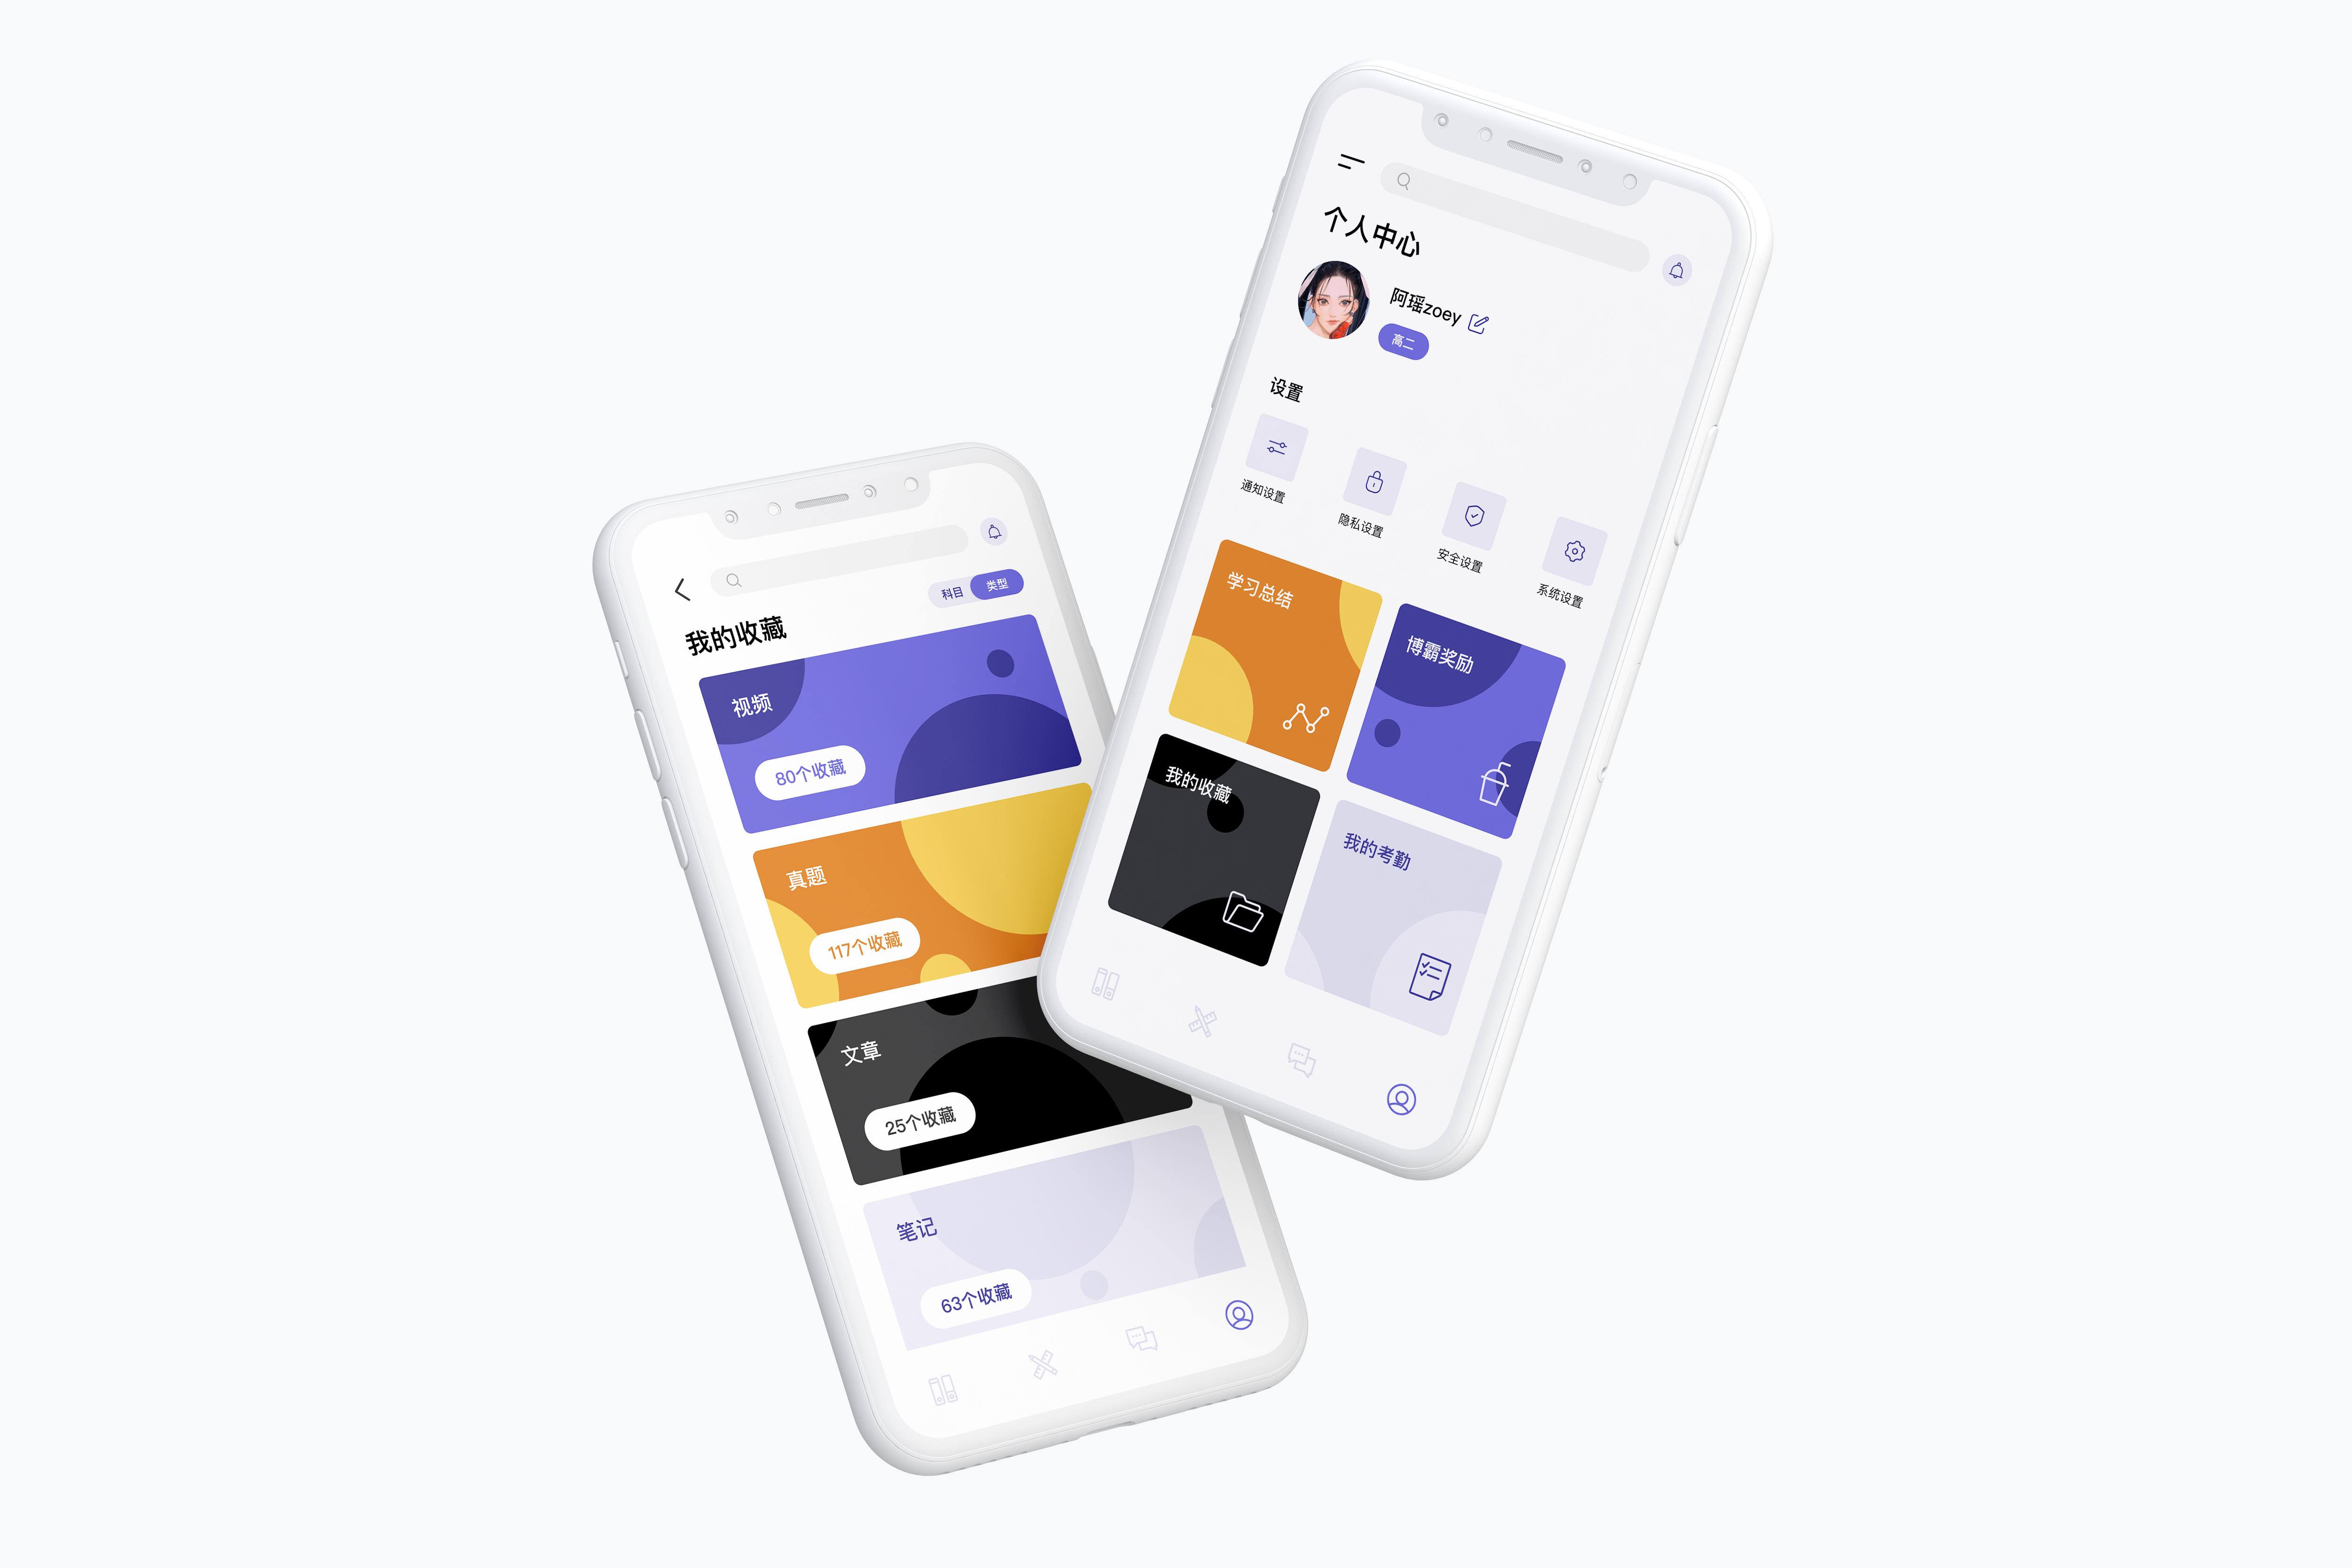 我的收藏
科目
类型
视频
80个收藏
真题
117个收藏
文章
25个收藏
笔记
63个收藏
个人中心
阿瑶zoey
高二
设置
通知设置
隐私设置
安全设置
系统设置
学习总结
博霸奖励
我的收藏
我的考勤